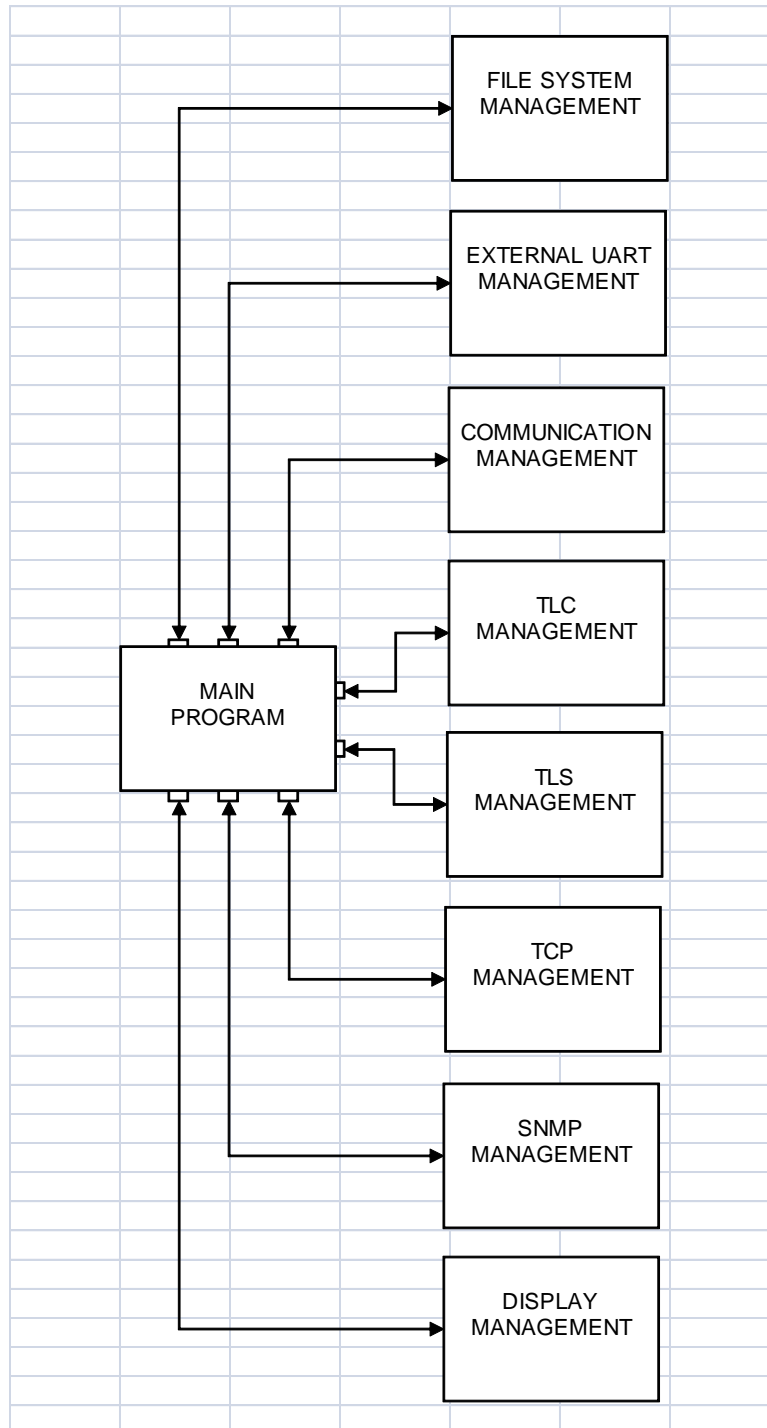 FILE SYSTEM
MANAGEMENT
EXTERNAL UART
MANAGEMENT
COMMUNICATION
MANAGEMENT
TLC
MANAGEMENT
MAIN
PROGRAM
TLS
MANAGEMENT
TCP
MANAGEMENT
SNMP
MANAGEMENT
DISPLAY
MANAGEMENT